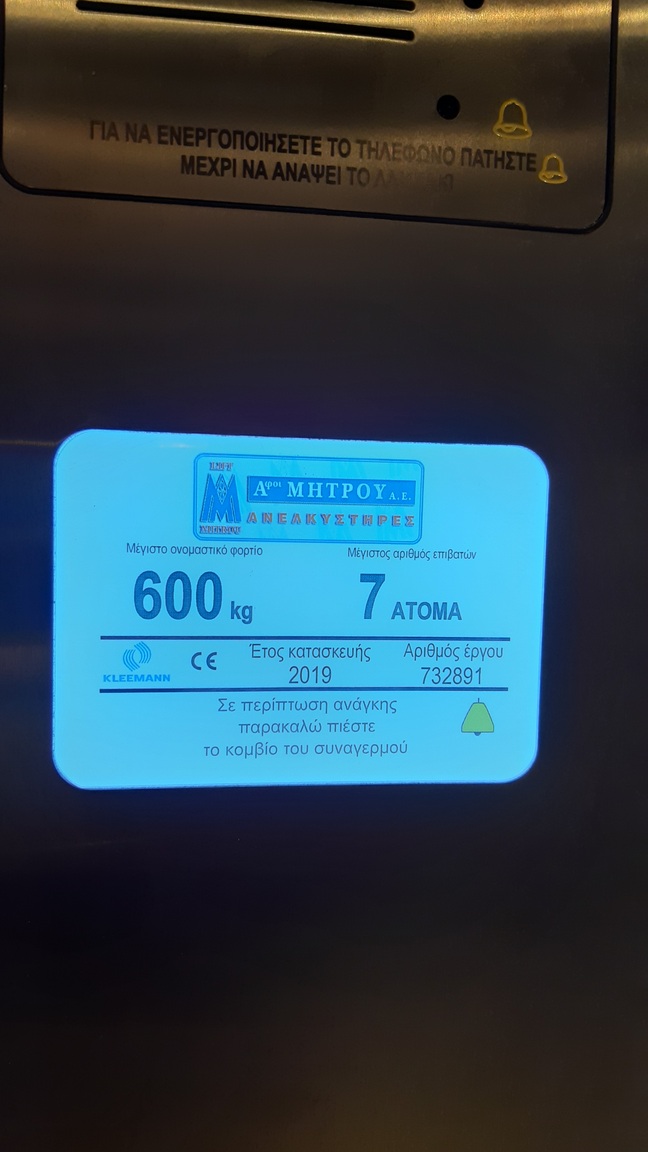 ΓΙΑ ΝΑ ΕΝΕΡΓΟΠΟΙΗΣΕΤΕ ΤΟ ΤΗΛΕΦΩΝΟ ΠΑΤΗΣΤΕ
ΜΕΧΡΙ ΝΑ ΑΝΑΨΕΙ ΤΟ
Αφοι ΜΗΤΡΟΥ Α.Ε.
ΑΝΕΛΚΥΣΤΗΡΕΣ
Μέγιστο ονομαστικό φορτίο Μέγιστος αριθμός επιβατών
600 kg 7 ΑΤΟΜΑ
Έτος κατασκευής Αριθμός έργου
KLEEMANN CE 2019 732891
Σε περίπτωση ανάγκης
παρακαλώ πιέστε
το κομβίο του συναγερμού